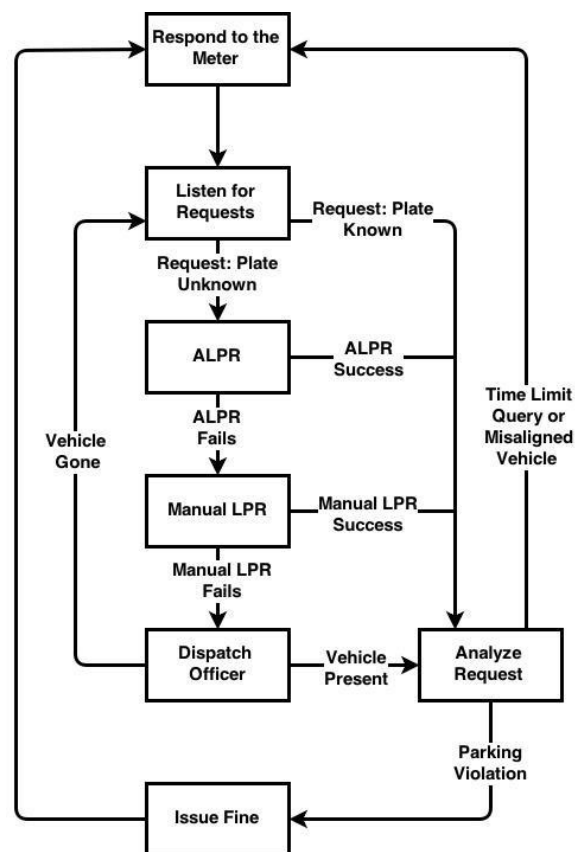 Respond to the
Meter
Listen for
Requests
Request: Plate
Known
Request: Plate
Unknown
ALPR
ALPR
Success
Time Limit
Query or
Misaligned
Vehicle
ALPR
Fails
Vehicle
Gone
Manual LPR
Manual LPR
Success
Manual LPR
Fails
Dispatch
Officer
Vehicle
Present
Analyze
Request
Parking
Violation
Issue Fine